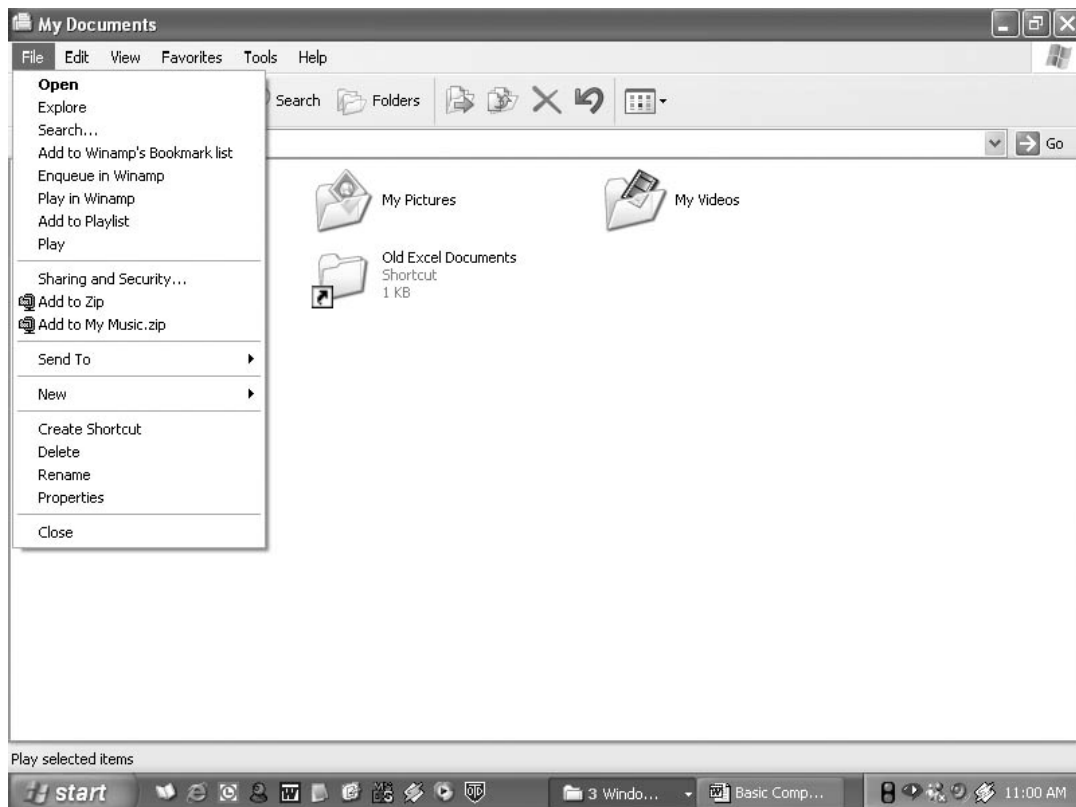 My Documents
File Edit View Favorites Tools Help
Search Folders
Go
Open
Explore
Search...
Add to Winamp's Bookmark list
Enqueue in Winamp
Play in Winamp
Add to Playlist
Play
Sharing and Security...
Add to Zip
Add to My Music.zip
Send To
New
Create Shortcut
Delete
Rename
Properties
Close
My Pictures
My Videos
Old Excel Documents
Shortcut
1 KB
Play selected items
start 3 Windo... Basic Comp... 11:00 AM